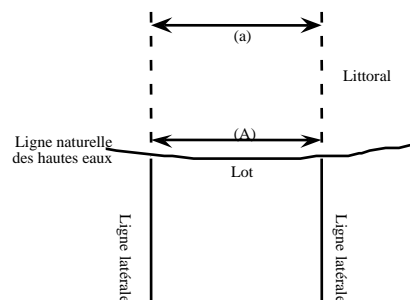 (a)
Littoral
(A)
Ligne naturelle
des hautes eaux
Lot
Ligne latérale
Ligne latérale